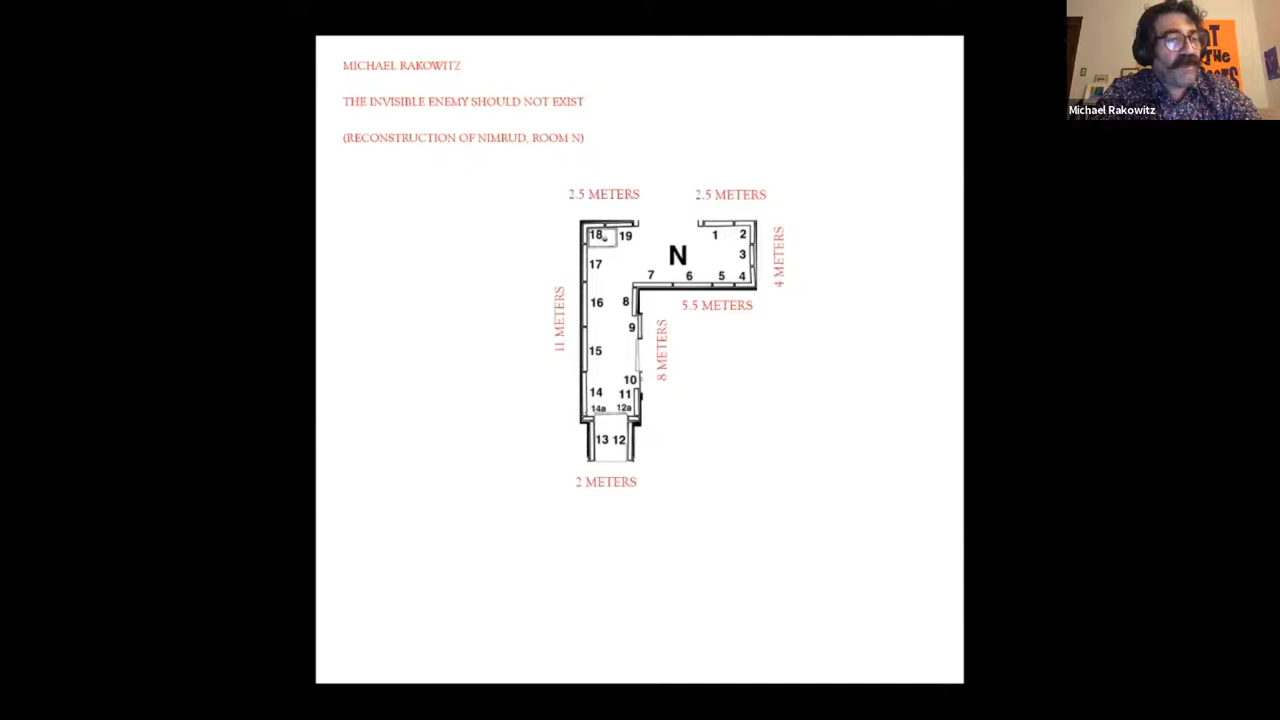 MICHAEL RAKOWITZ
THE INVISIBLE ENEMY SHOULD NOT EXIST
(RECONSTRUCTION OF NIMRUD, ROOM N)
2.5 METERS
2.5 METERS
18
19
1
2
N
3
4 METERS
17
7
6
5
4
16
8
5.5 METERS
11 METERS
9
8 METERS
15
10
14
11
14a
12a
13
12
2 METERS
THE
Michael Rakowitz